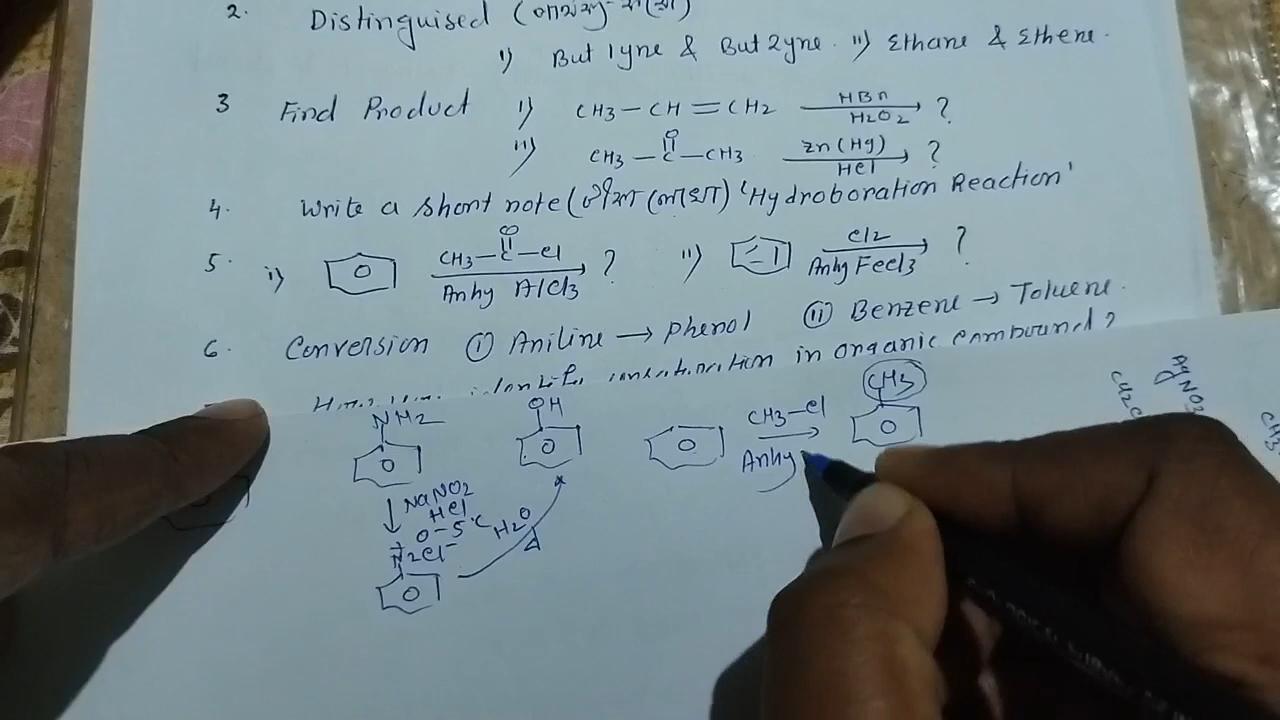 2. Distinguised
i) But 1yne & But 2yne. ii) Ethane & Ethene.
3 Find Product i) CH3-CH=CH2 HBr H2O2 ?
ii) CH3-C-CH3 O Zn(Hg) HCl ?
4. Write a short note ( ) 'Hydroboration Reaction'
5. i) CH3-C-Cl O Anhy AlCl3 ? ii) Cl2 Anhy FeCl3 ?
6. Conversion ① Aniline → Phenol ② Benzene → Toluene.
in organic compound?
NH2 OH CH3-Cl CH3
Anhy
NaNO2
HCl
0-5°C H2O Δ
N2Cl-
AgNO3